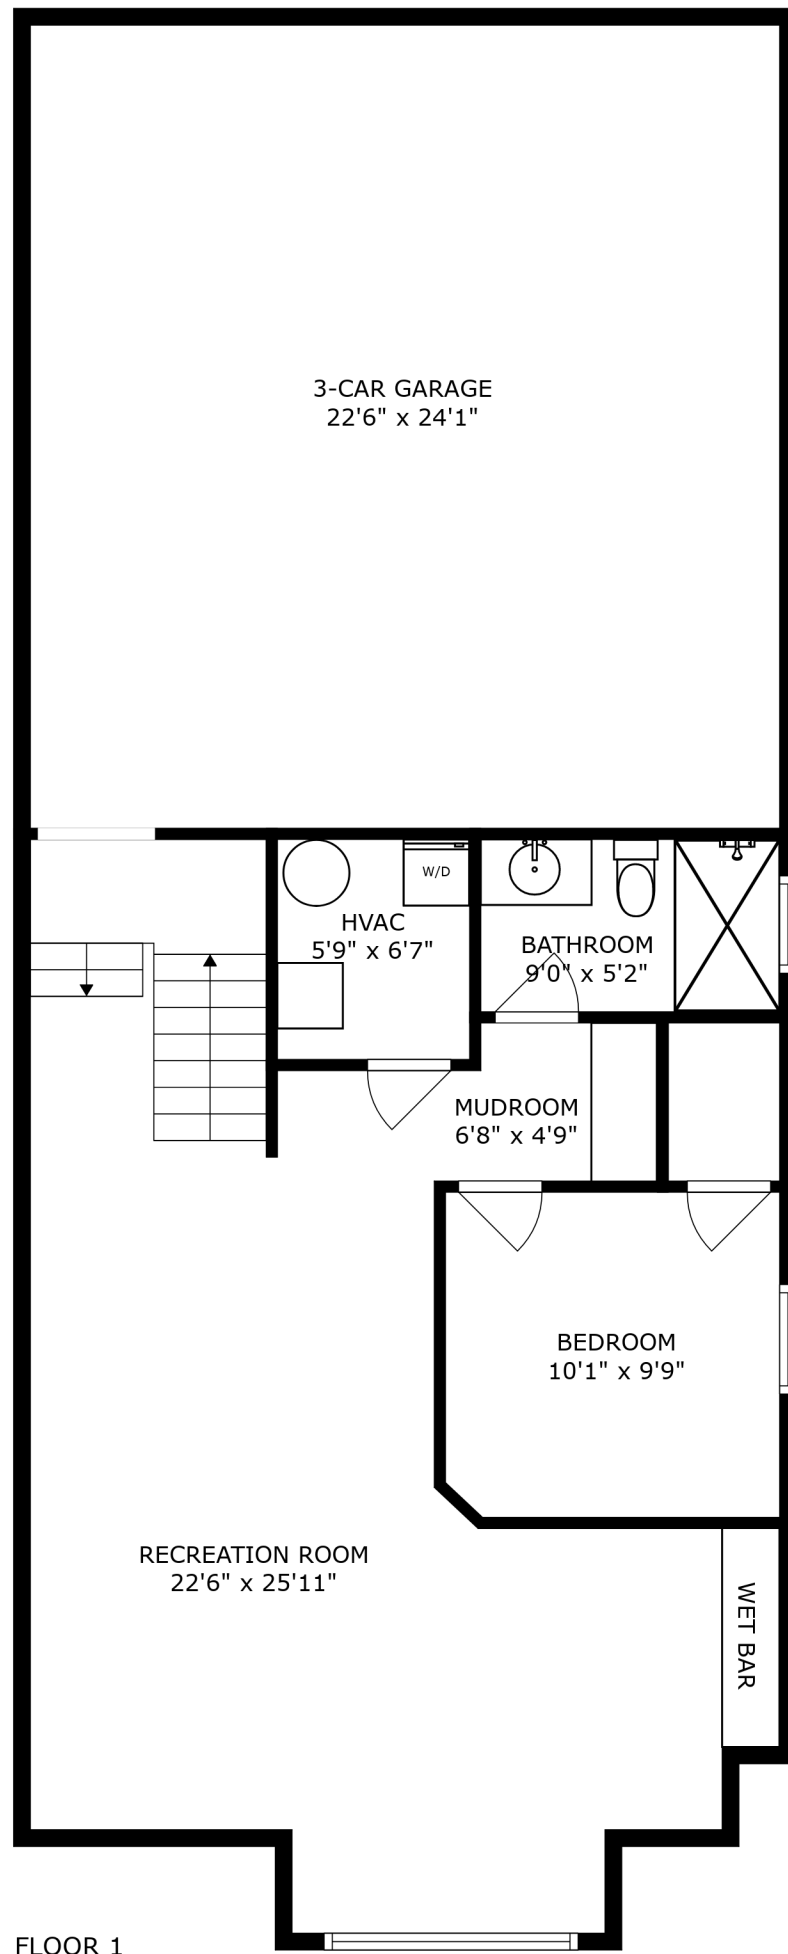 3-CAR GARAGE
22'6" x 24'1"
W/D
HVAC
5'9" x 6'7"
BATHROOM
9'0" x 5'2"
MUDROOM
6'8" x 4'9"
BEDROOM
10'1" x 9'9"
RECREATION ROOM
22'6" x 25'11"
WET BAR
FLOOR 1